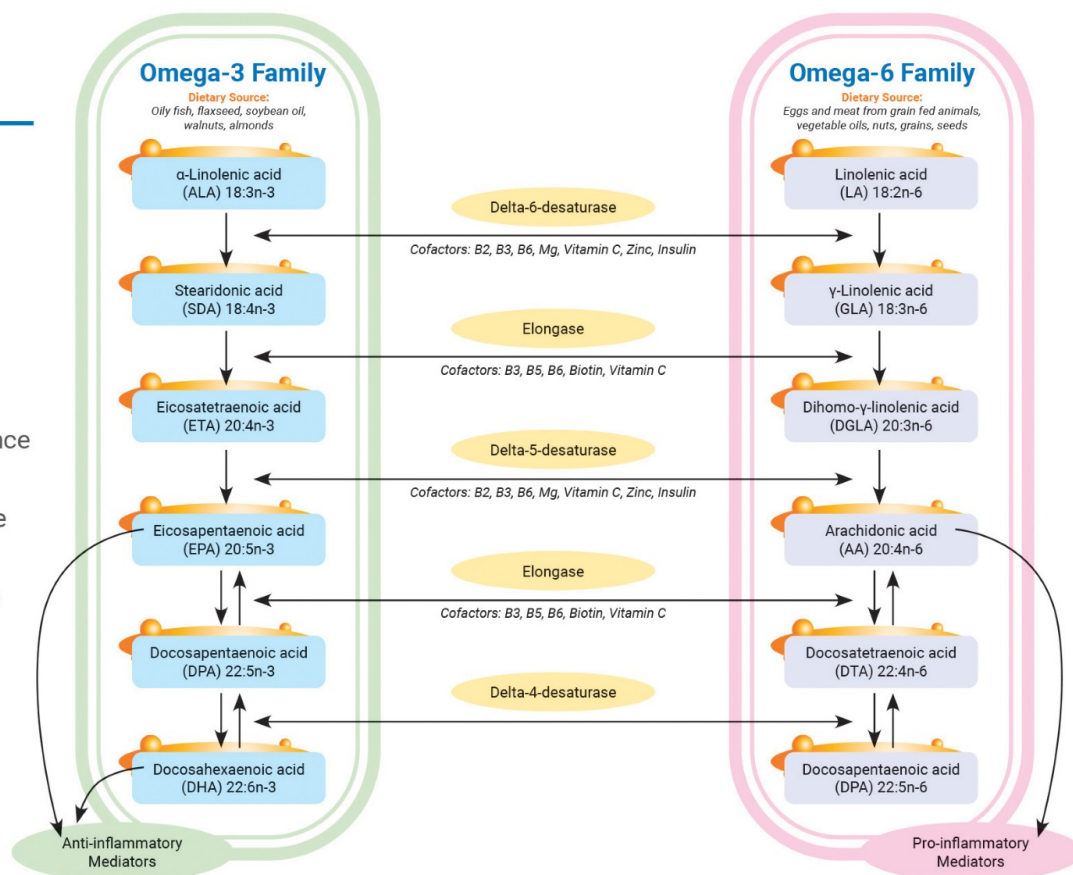 Omega-3 Family
Dietary Source:
Oily fish, flaxseed, soybean oil,
walnuts, almonds
α-Linolenic acid
(ALA) 18:3n-3
Stearidonic acid
(SDA) 18:4n-3
Eicosatetraenoic acid
(ETA) 20:4n-3
Eicosapentaenoic acid
(EPA) 20:5n-3
Docosapentaenoic acid
(DPA) 22:5n-3
Docosahexaenoic acid
(DHA) 22:6n-3
Anti-inflammatory
Mediators
Delta-6-desaturase
Cofactors: B2, B3, B6, Mg, Vitamin C, Zinc, Insulin
Elongase
Cofactors: B3, B5, B6, Biotin, Vitamin C
Delta-5-desaturase
Cofactors: B2, B3, B6, Mg, Vitamin C, Zinc, Insulin
Elongase
Cofactors: B3, B5, B6, Biotin, Vitamin C
Delta-4-desaturase
Omega-6 Family
Dietary Source:
Eggs and meat from grain fed animals,
vegetable oils, nuts, grains, seeds
Linolenic acid
(LA) 18:2n-6
γ-Linolenic acid
(GLA) 18:3n-6
Dihomo-γ-linolenic acid
(DGLA) 20:3n-6
Arachidonic acid
(AA) 20:4n-6
Docosatetraenoic acid
(DTA) 22:4n-6
Docosapentaenoic acid
(DPA) 22:5n-6
Pro-inflammatory
Mediators